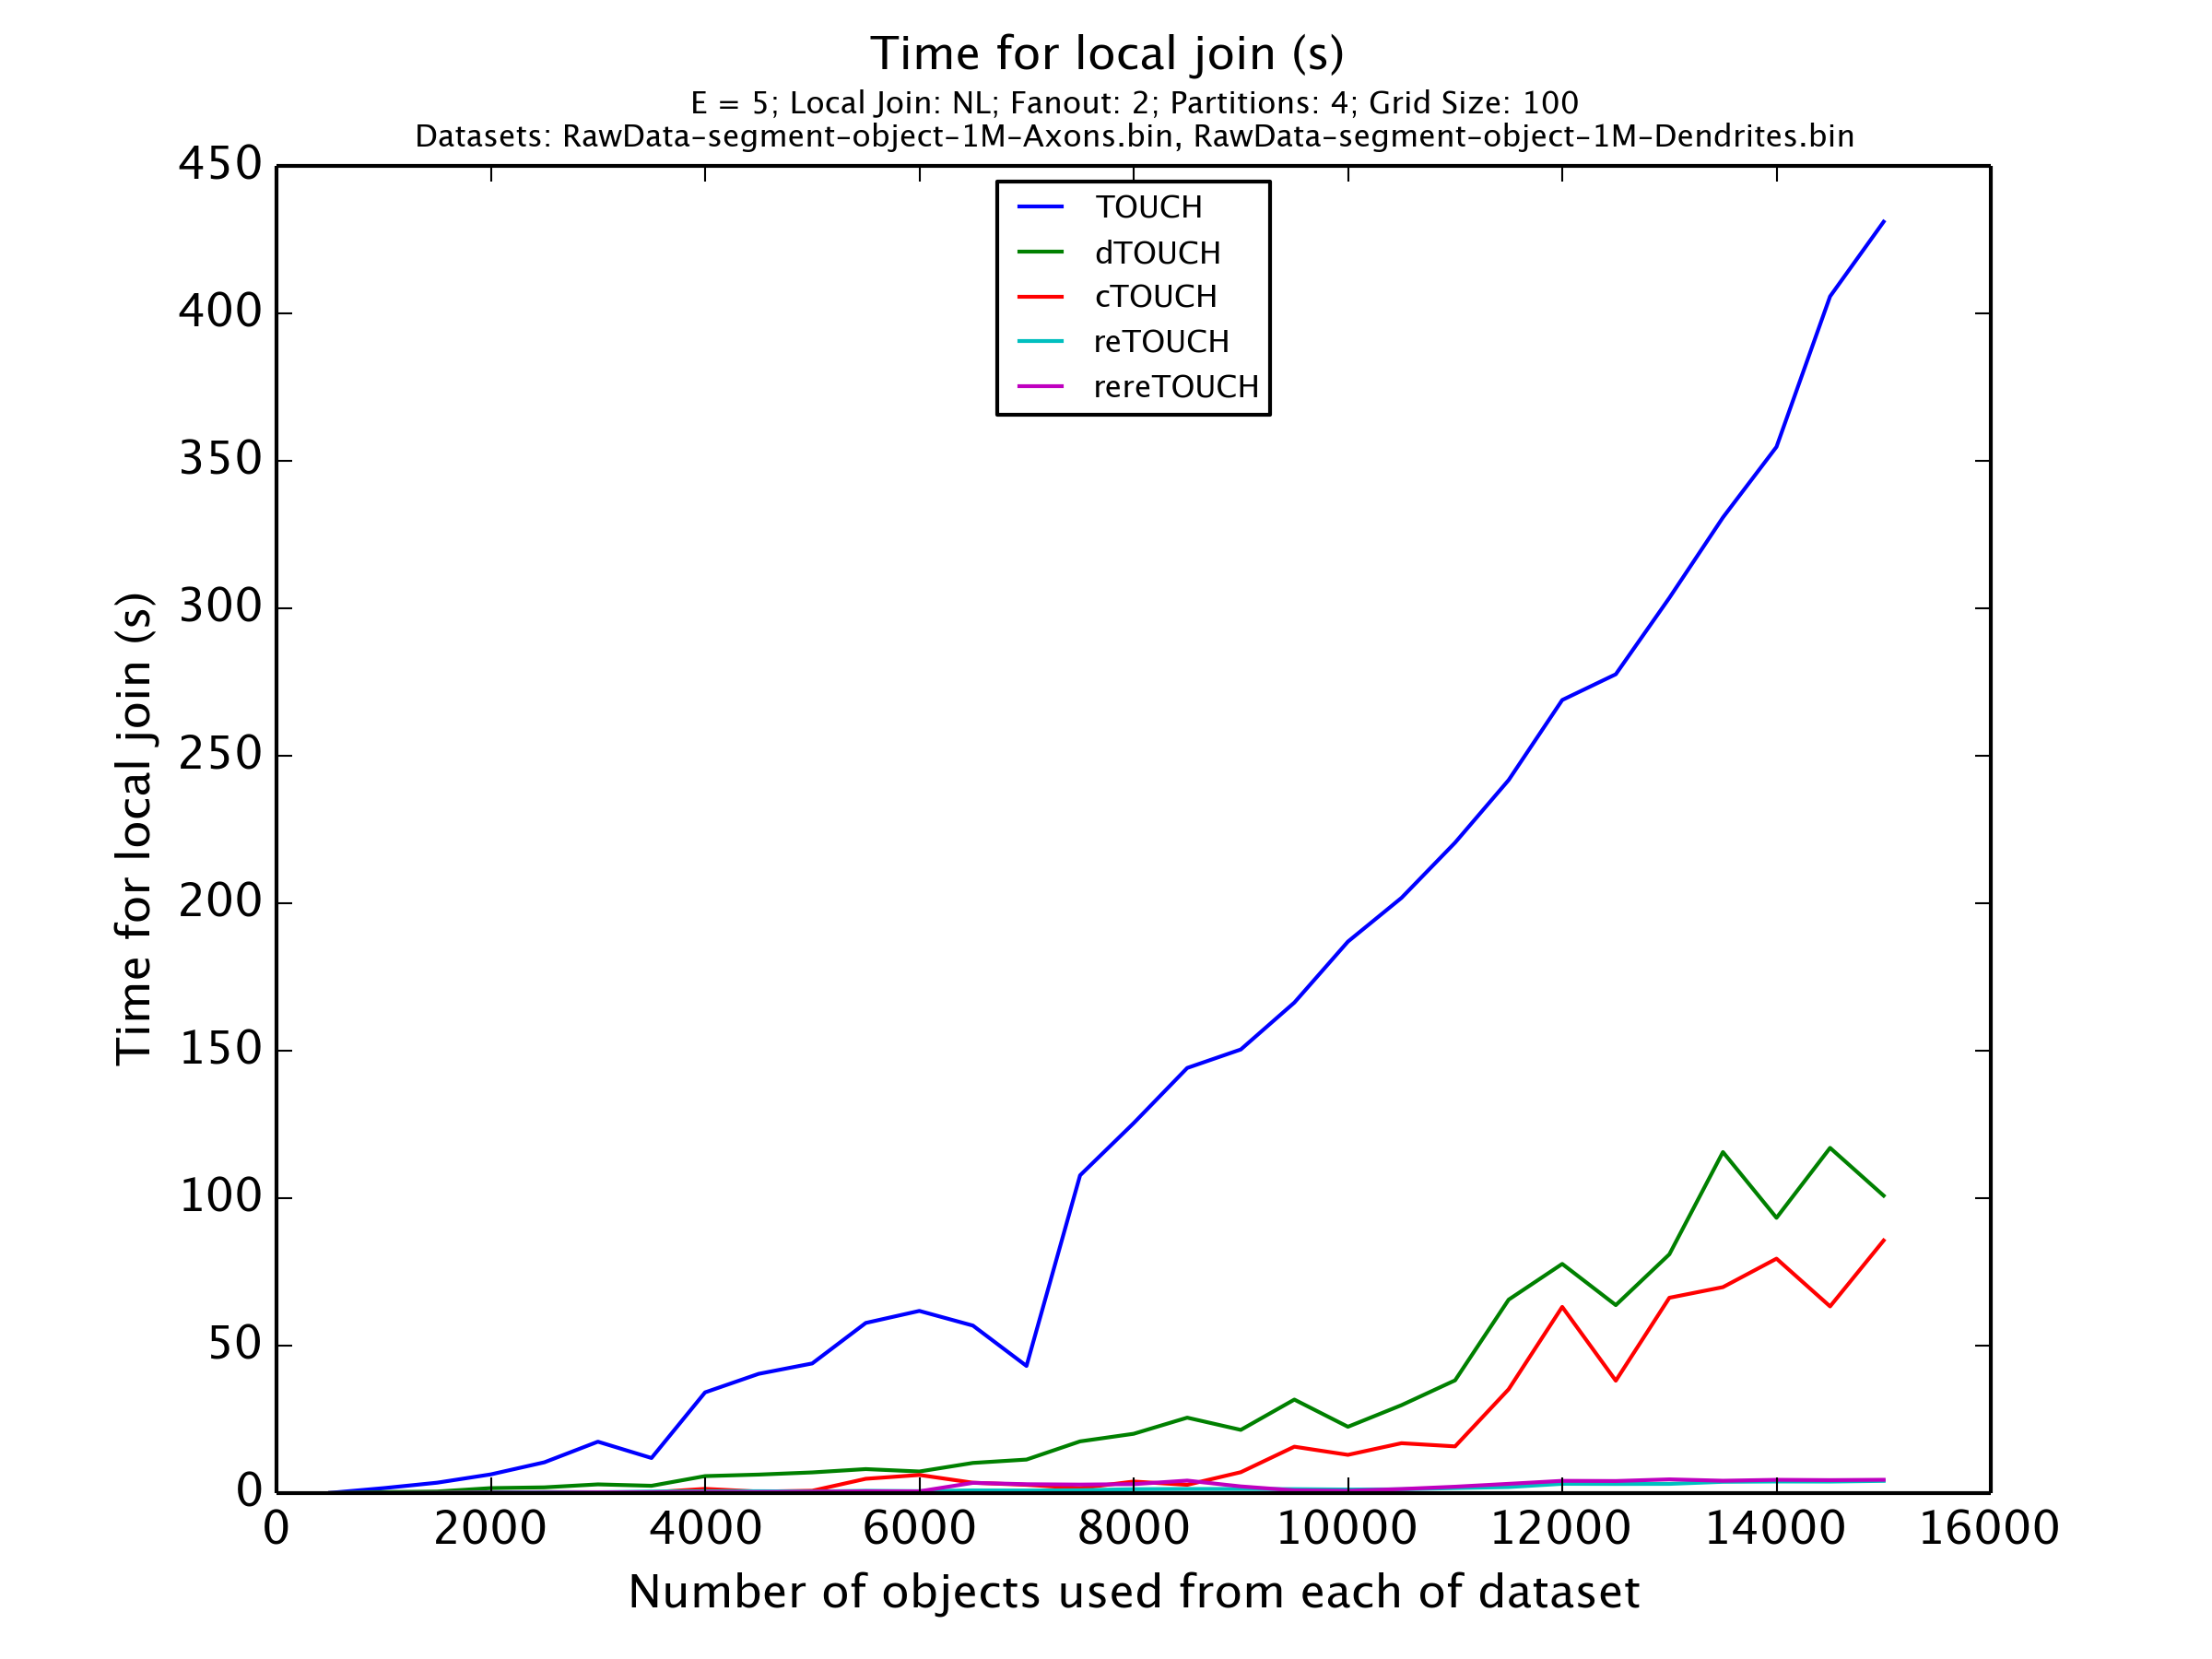 Time for local join (s)
E = 5; Local Join: NL; Fanout: 2; Partitions: 4; Grid Size: 100
Datasets: RawData-segment-object-1M-Axons.bin, RawData-segment-object-1M-Dendrites.bin
450
400
350
300
250
200
150
100
50
0
Time for local join (s)
TOUCH
dTOUCH
cTOUCH
reTOUCH
rereTOUCH
0 2000 4000 6000 8000 10000 12000 14000 16000
Number of objects used from each of dataset